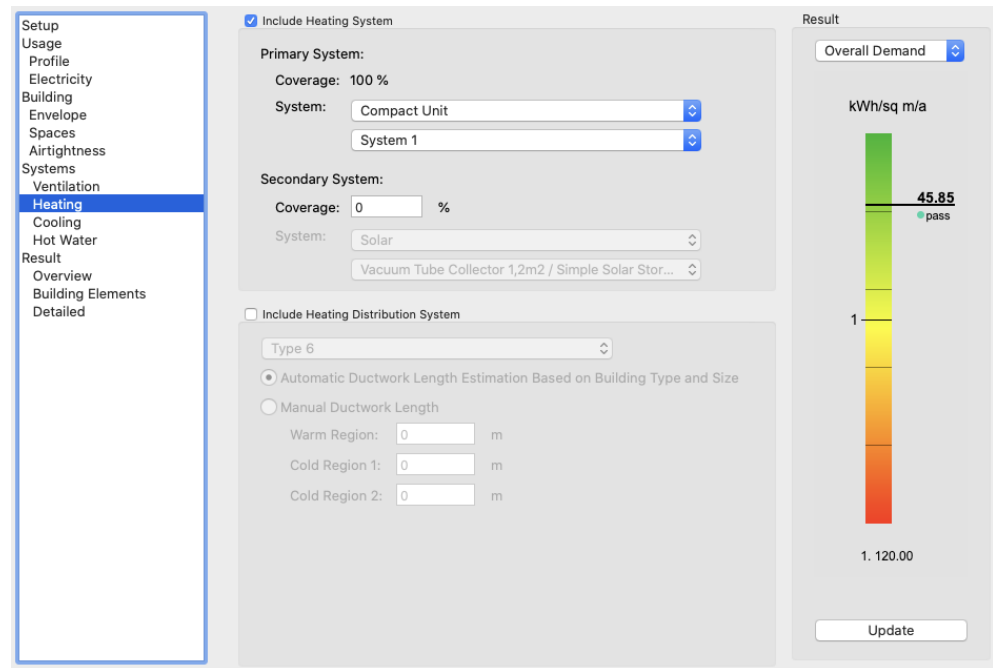 Setup
Usage
Profile
Electricity
Building
Envelope
Spaces
Airtightness
Systems
Ventilation
Heating
Cooling
Hot Water
Result
Overview
Building Elements
Detailed
Include Heating System
Primary System:
Coverage: 100 %
System: Compact Unit
System 1
Secondary System:
Coverage: 0 %
System: Solar
Vacuum Tube Collector 1,2m2 / Simple Solar Stor...
Include Heating Distribution System
Type 6
Automatic Ductwork Length Estimation Based on Building Type and Size
Manual Ductwork Length
Warm Region: 0 m
Cold Region 1: 0 m
Cold Region 2: 0 m
Result
Overall Demand
kWh/sq m/a
45.85
pass
1
1. 120.00
Update